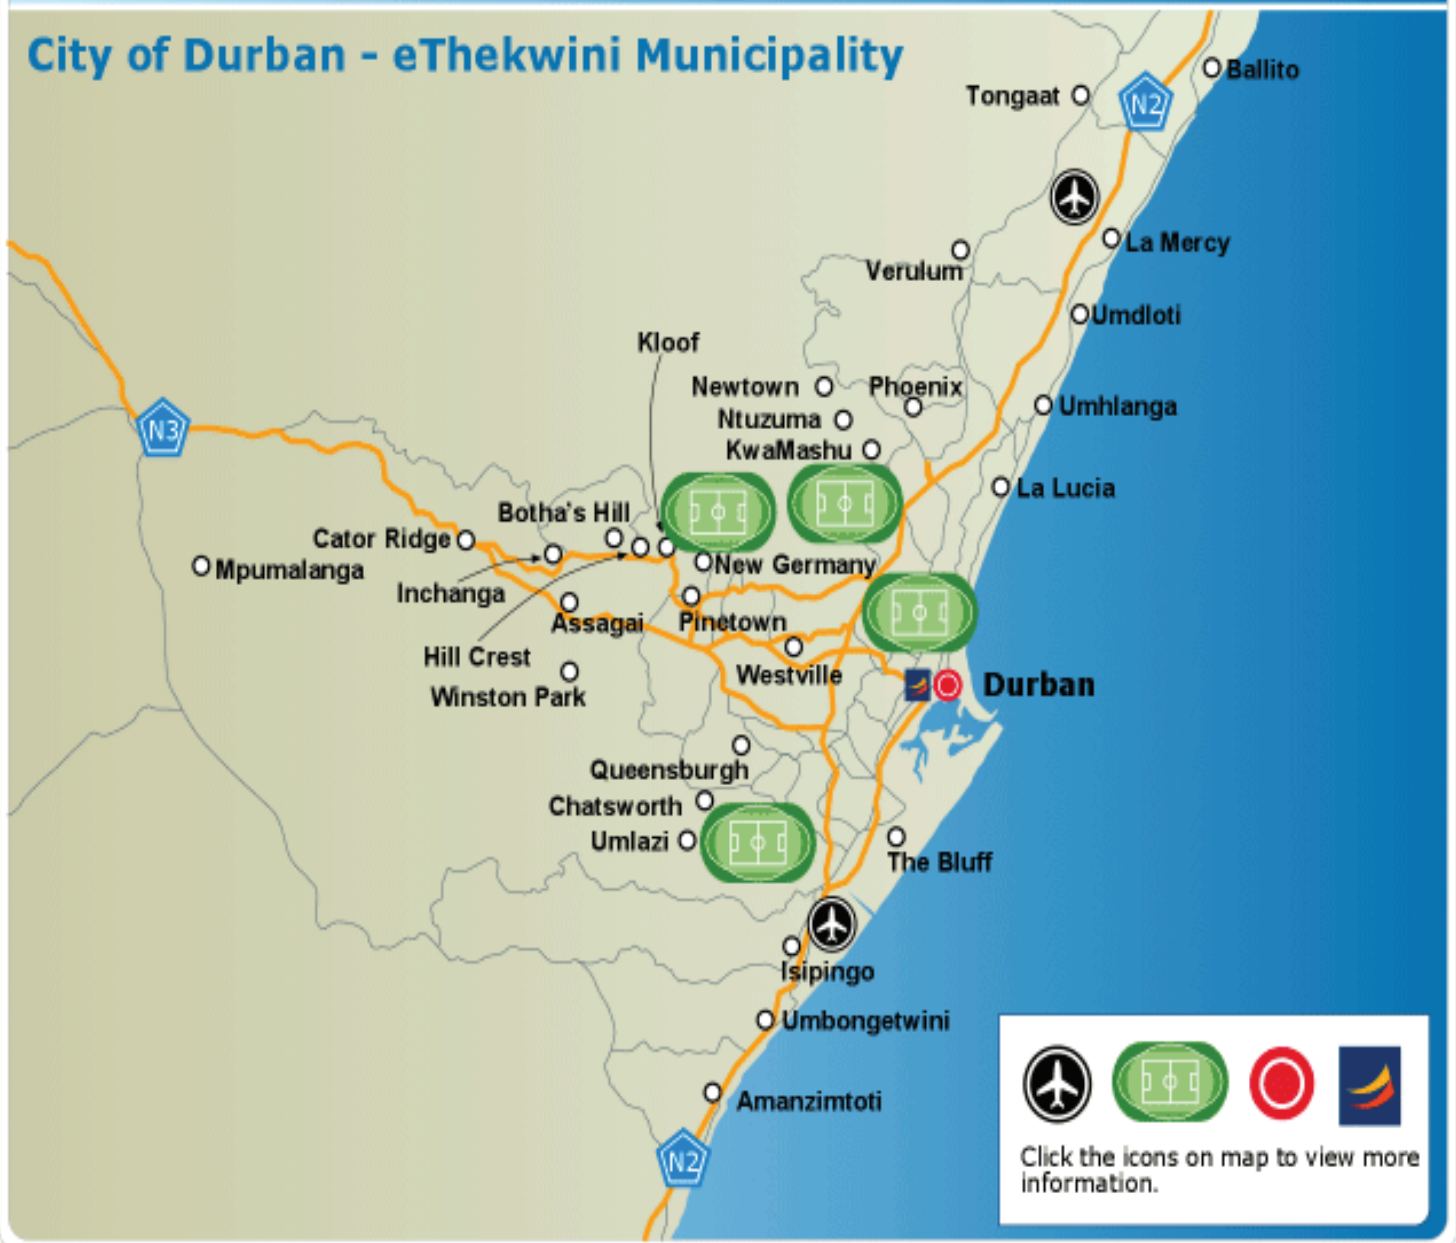 City of Durban - eThekwini Municipality
Ballito
Tongaat
N2
La Mercy
Verulum
Umdloti
Kloof
Newtown
Phoenix
Umhlanga
Ntuzuma
N3
KwaMashu
La Lucia
Botha's Hill
Cator Ridge
Mpumalanga
New Germany
Inchanga
Assagai
Pinetown
Hill Crest
Westville
Durban
Winston Park
Queensburgh
Chatsworth
Umlazi
The Bluff
Isipingo
Umbongetwini
Amanzimtoti
N2
Click the icons on map to view more
information.